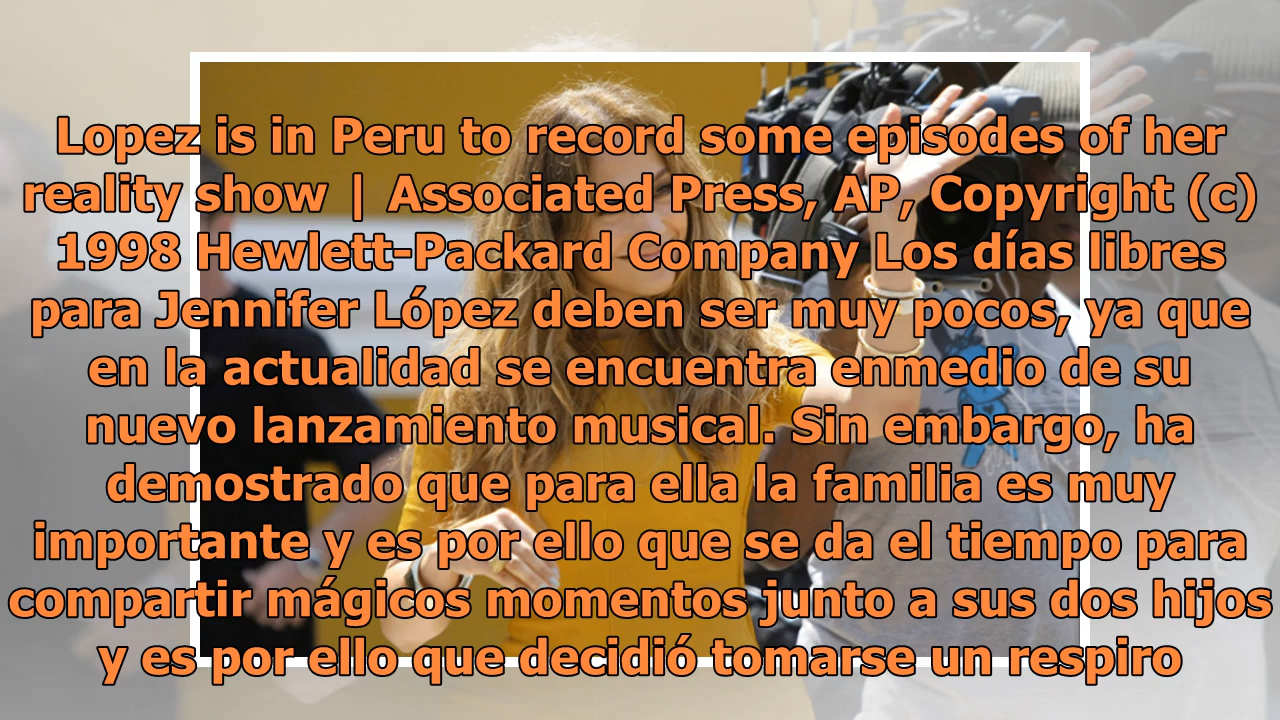 Lopez is in Peru to record some episodes of her
reality show | Associated Press, AP, Copyright (c)
1998 Hewlett-Packard Company Los días libres
para Jennifer López deben ser muy pocos, ya que
en la actualidad se encuentra enmedio de su
nuevo lanzamiento musical. Sin embargo, ha
demostrado que para ella la familia es muy
importante y es por ello que se da el tiempo para
compartir mágicos momentos junto a sus dos hijos
y es por ello que decidió tomarse un respiro